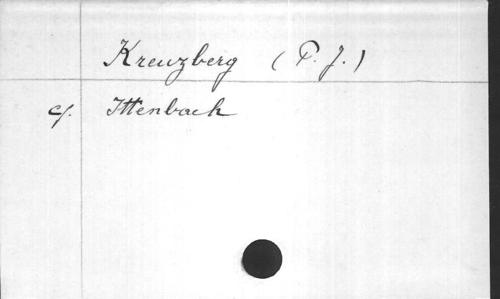 Kreuzberg (P. J.)
cf. Ittenbach